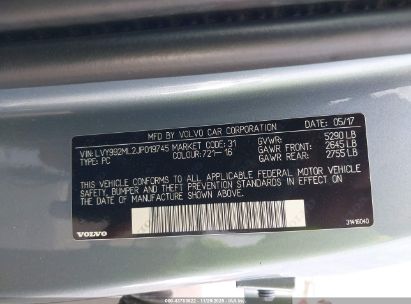 MFD. BY VOLVO CAR CORPORATION DATE: 05/17
VIN: LVY992ML2JP019745 MARKET CODE: 31 GVWR: 5290 LB
TYPE: PC COLOUR: 721-16 GAWR FRONT: 2645 LB
GAWR REAR: 2755 LB
THIS VEHICLE CONFORMS TO ALL APPLICABLE FEDERAL MOTOR VEHICLE
SAFETY, BUMPER AND THEFT PREVENTION STANDARDS IN EFFECT
ON THE DATE OF MANUFACTURE SHOWN ABOVE.
VOLVO 31416040